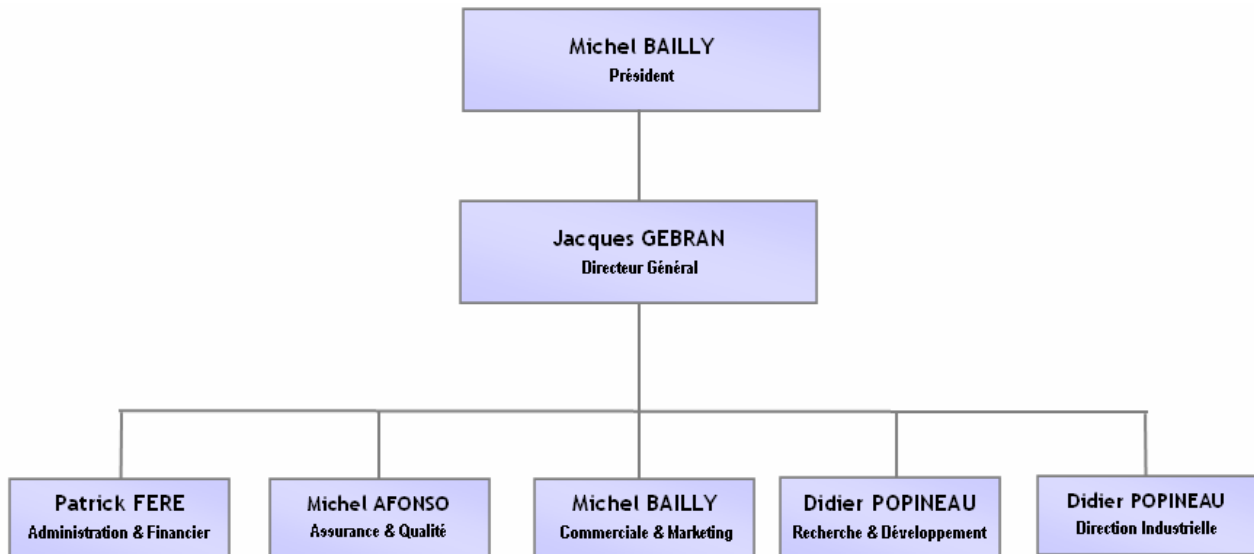 Michel BAILLY
Président
Jacques GEBRAN
Directeur Général
Patrick FERE
Administration & Financier
Michel AFONSO
Assurance & Qualité
Michel BAILLY
Commerciale & Marketing
Didier POPINEAU
Recherche & Développement
Didier POPINEAU
Direction Industrielle